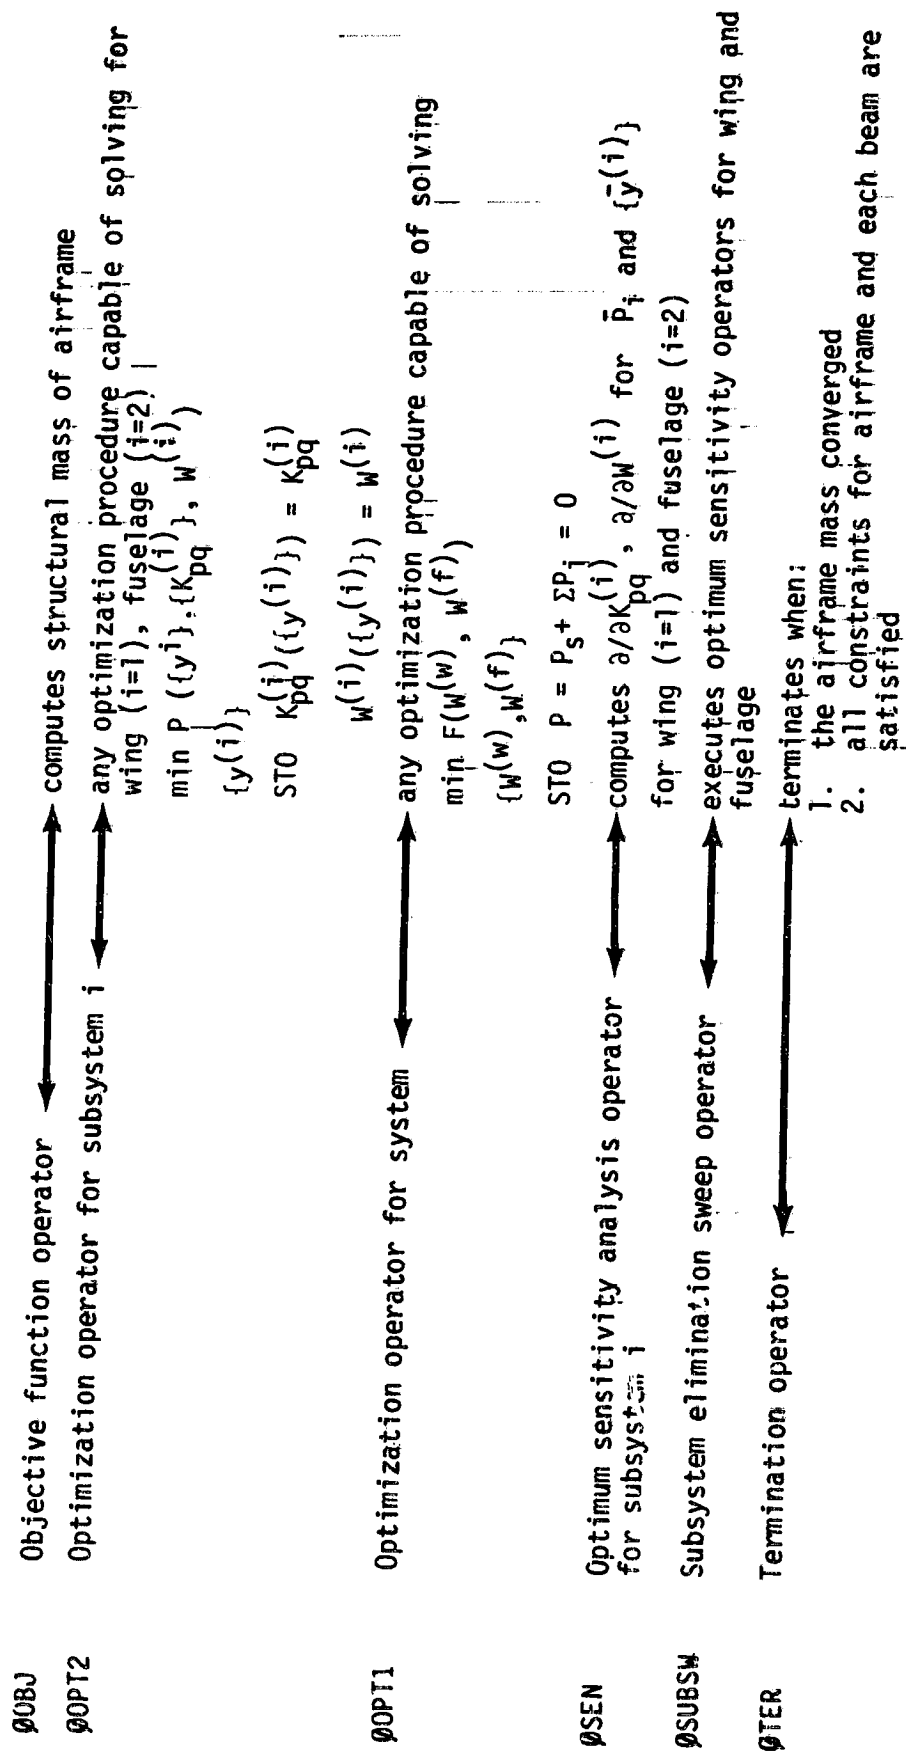 ØOBJ Objective function operator ⟷ computes structural mass of airframe
ØOPT2 Optimization operator for subsystem i ⟷ any optimization procedure capable of solving for
wing (i=1), fuselage (i=2)
min P ({y^i},{K_pq^(i)}, W^(i))
{y^(i)}
STO K_pq^(i)({y^(i)}) = K_pq^(i)
W^(i)({y^(i)}) = W^(i)
ØOPT1 Optimization operator for system ⟷ any optimization procedure capable of solving
min F(W^(w), W^(f))
{W^(w),W^(f)}
STO P = P_s + ΣP_i = 0
ØSEN Optimum sensitivity analysis operator ⟷ computes ∂/∂K_pq^(i), ∂/∂W^(i) for P̄_i and {ȳ^(i)}
for subsystem i for wing (i=1) and fuselage (i=2)
ØSUBSW Subsystem elimination sweep operator ⟷ executes optimum sensitivity operators for wing and
fuselage
ØTER Termination operator ⟷ terminates when:
1. the airframe mass converged
2. all constraints for airframe and each beam are
satisfied